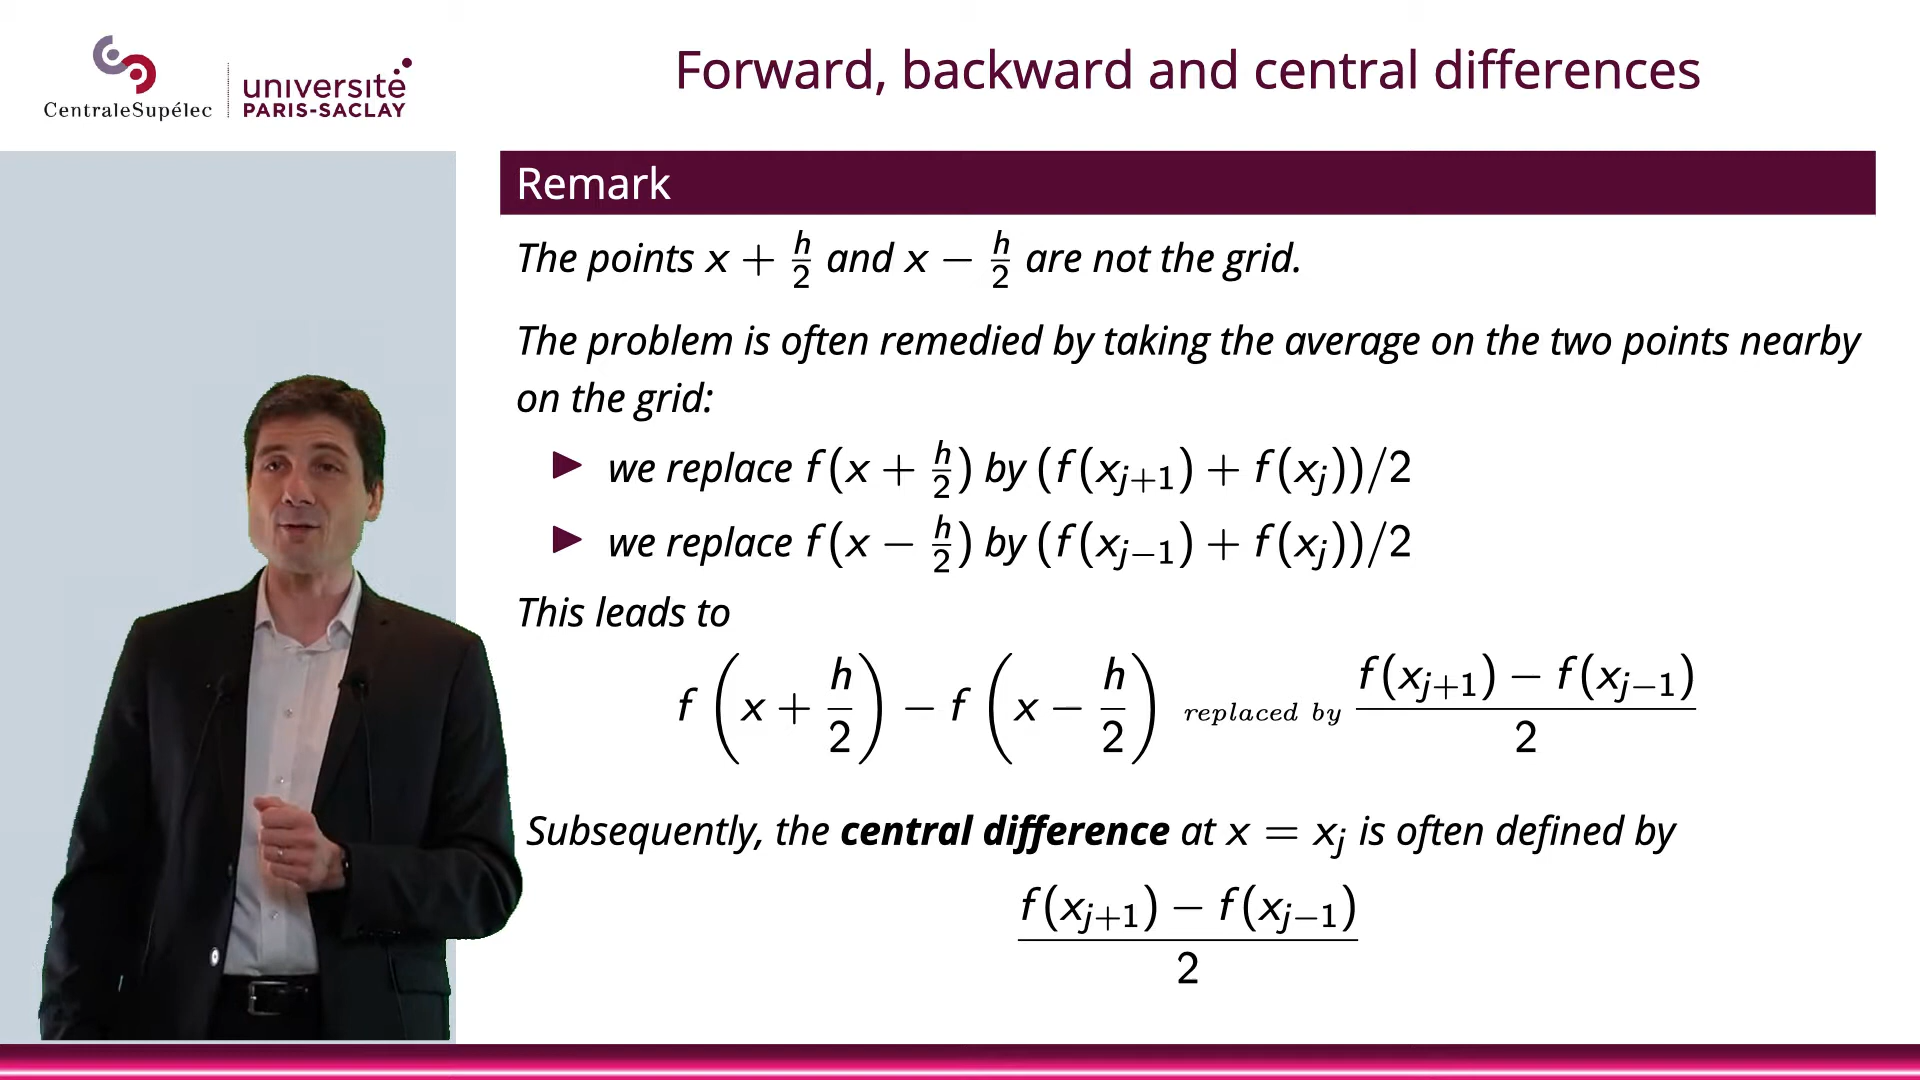 CentraleSupélec
université
PARIS-SACLAY
Forward, backward and central differences
Remark
The points x + h/2 and x − h/2 are not the grid.
The problem is often remedied by taking the average on the two points nearby
on the grid:
▶ we replace f(x + h/2) by (f(x_{j+1}) + f(x_j))/2
▶ we replace f(x − h/2) by (f(x_{j−1}) + f(x_j))/2
This leads to
f(x + h/2) − f(x − h/2) replaced by (f(x_{j+1}) − f(x_{j−1}))/2
Subsequently, the central difference at x = x_j is often defined by
(f(x_{j+1}) − f(x_{j−1}))/2